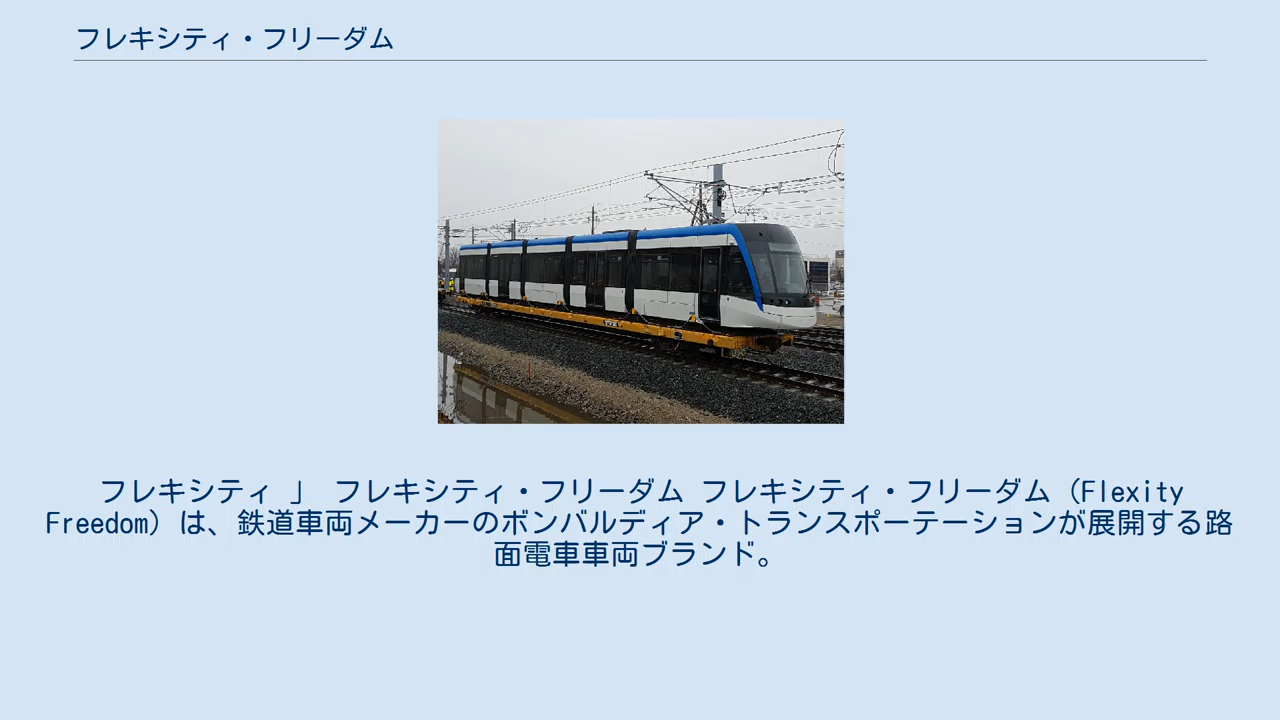 フレキシティ・フリーダム
フレキシティ 」 フレキシティ・フリーダム フレキシティ・フリーダム（Flexity
Freedom）は、鉄道車両メーカーのボンバルディア・トランスポーテーションが展開する路
面電車車両ブランド。